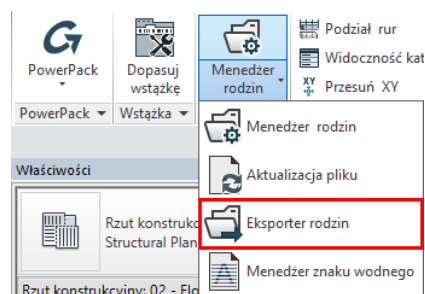 PowerPack
Dopasuj
wstążkę
Menedżer
rodzin
Podział rur
Widoczność kat
XY
Przesuń XY
PowerPack
Wstążka
Menedżer rodzin
Aktualizacja pliku
Eksporter rodzin
Menedżer znaku wodnego
Właściwości
Rzut konstrukc
Structural Plan
Rzut konstrukcyjny: 02 - Flo